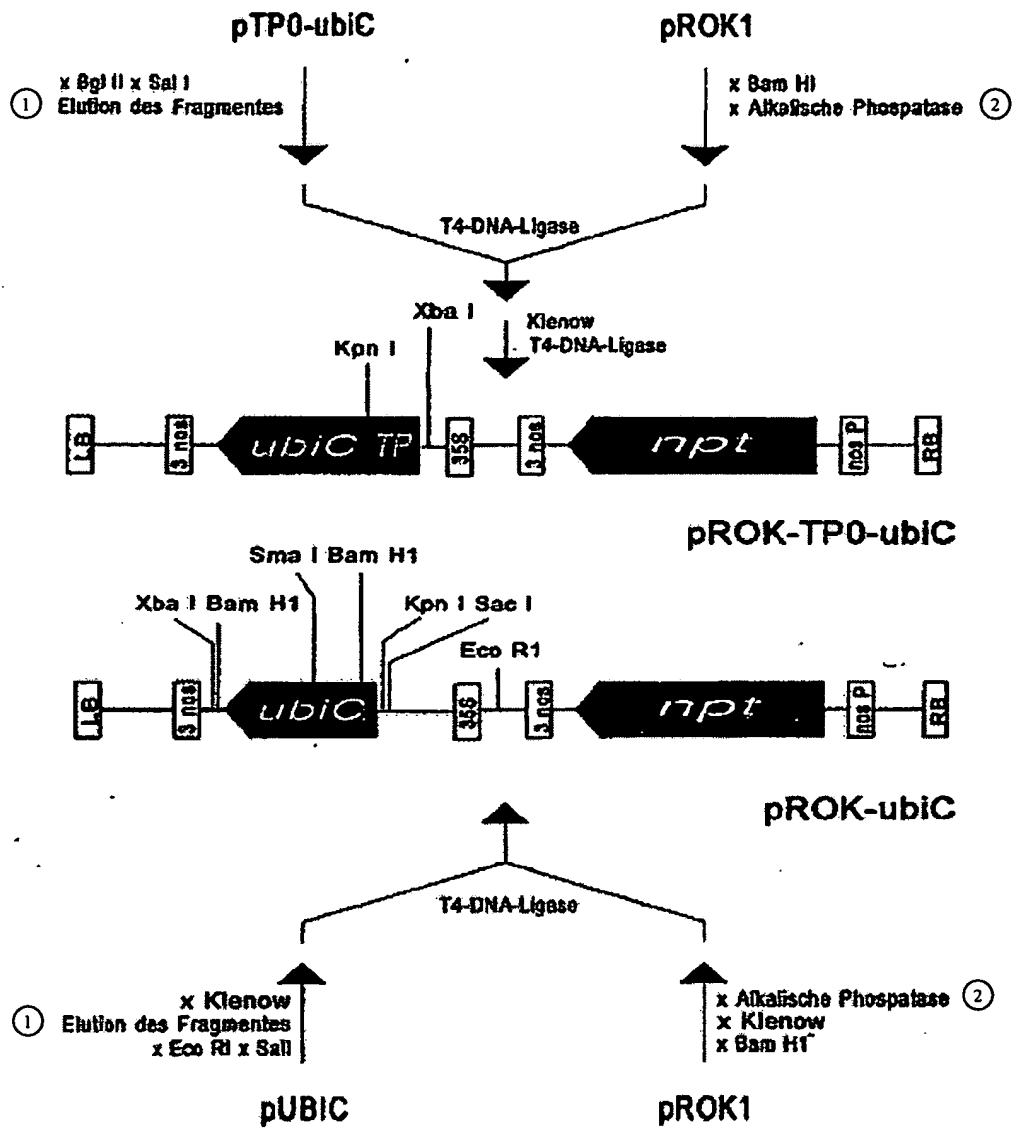 pTP0-ubiC
pROK1
x Bgl II x Sal I
① Elution des Fragmentes
x Bam HI
x Alkalische Phospatase ②
T4-DNA-Ligase
Xba I
Klenow
T4-DNA-Ligase
Kpn I
LB
3 nos
ubiC TP
35S
3 nos
npt
nos P
RB
pROK-TP0-ubiC
Sma I Bam H1
Xba I Bam H1
Kpn I Sac I
Eco R1
LB
3 nos
ubiC
35S
3 nos
npt
nos P
RB
pROK-ubiC
T4-DNA-Ligase
x Klenow
① Elution des Fragmentes
x Eco RI x SalI
x Alkalische Phospatase ②
x Klenow
x Bam H1
pUBIC
pROK1